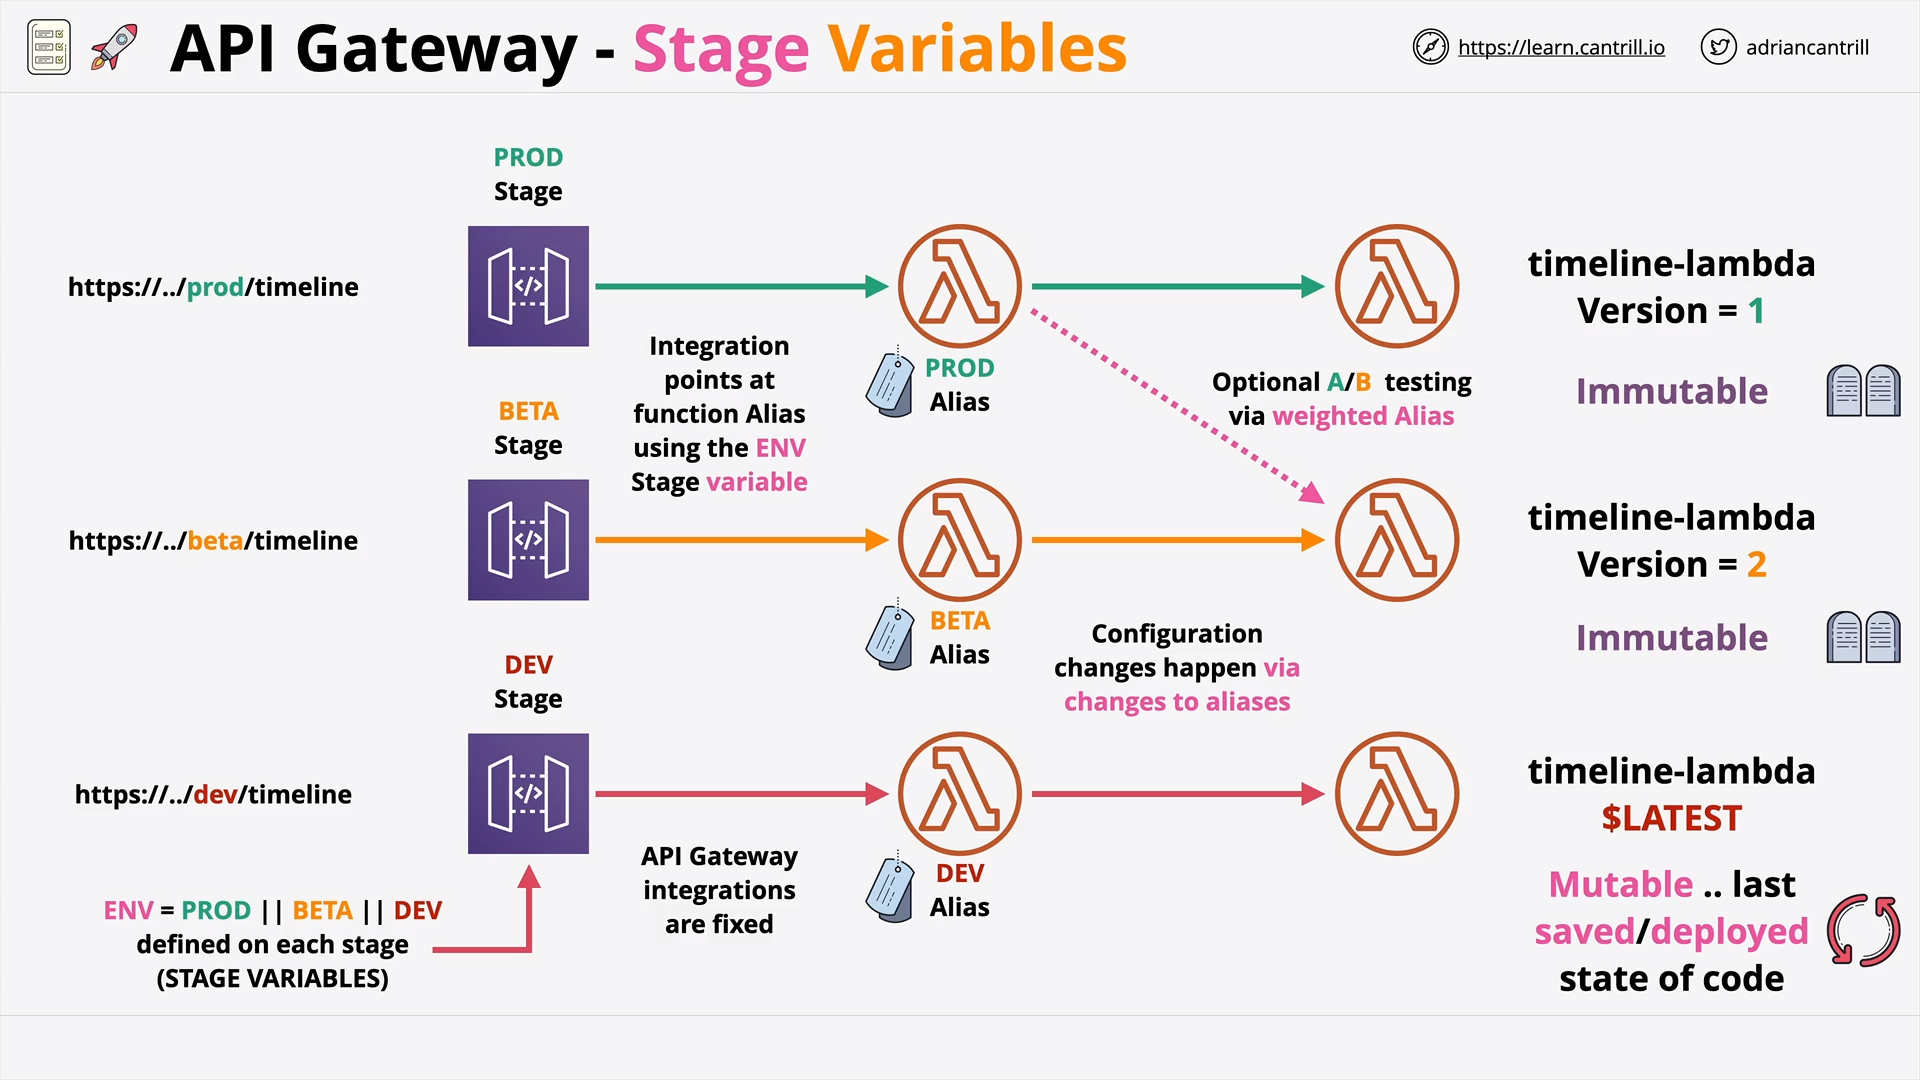 API Gateway - Stage Variables
https://learn.cantrill.io
adriancantrill
PROD
Stage
https://../prod/timeline
</>
Integration
points at
function Alias
using the ENV
Stage variable
PROD
Alias
timeline-lambda
Version = 1
Optional A/B testing
via weighted Alias
Immutable
BETA
Stage
https://../beta/timeline
</>
BETA
Alias
timeline-lambda
Version = 2
Configuration
changes happen via
changes to aliases
Immutable
DEV
Stage
https://../dev/timeline
</>
API Gateway
integrations
are fixed
DEV
Alias
timeline-lambda
$LATEST
Mutable .. last
saved/deployed
state of code
ENV = PROD || BETA || DEV
defined on each stage
(STAGE VARIABLES)